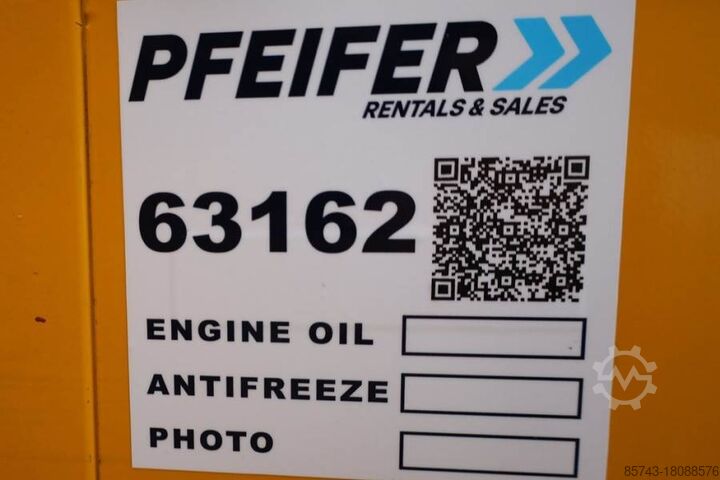 PFEIFER
RENTALS & SALES
63162
ENGINE OIL
ANTIFREEZE
PHOTO
85743-18088576